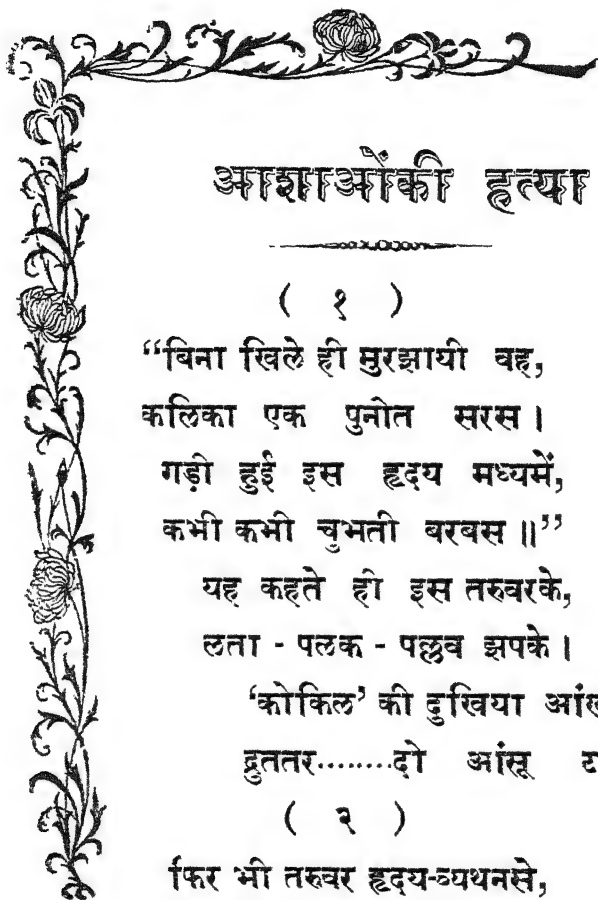 आशाओंकी हत्या
( १ )
“बिना खिले ही मुरझायी वह,
कलिका एक पुनोत सरस ।
गड़ी हुई इस हृदय मध्यमें,
कभी कभी चुभती बरबस ॥”
यह कहते ही इस तरुवरके,
लता - पलक - पल्लव झपके ।
‘कोकिल’ की दुखिया
द्रुततर........दो आंसू
( २ )
फिर भी तरुवर हृदय-व्यथनसे,